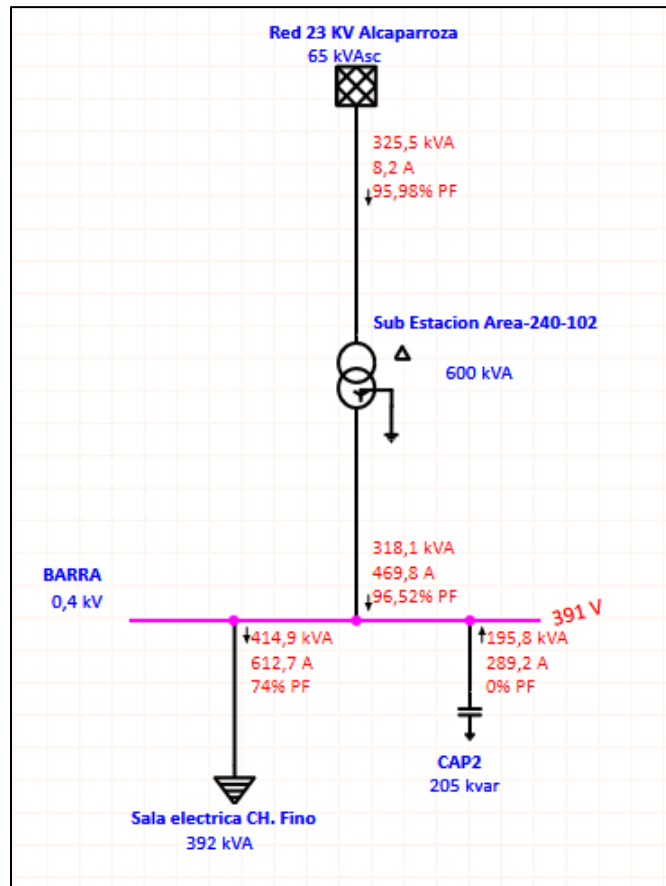 Red 23 KV Alcaparroza
65 kVAsc
325,5 kVA
8,2 A
95,98% PF
Sub Estacion Area-240-102
600 kVA
318,1 kVA
469,8 A
96,52% PF
BARRA
0,4 kV
391 V
414,9 kVA
612,7 A
74% PF
195,8 kVA
289,2 A
0% PF
CAP2
205 kvar
Sala electrica CH. Fino
392 kVA